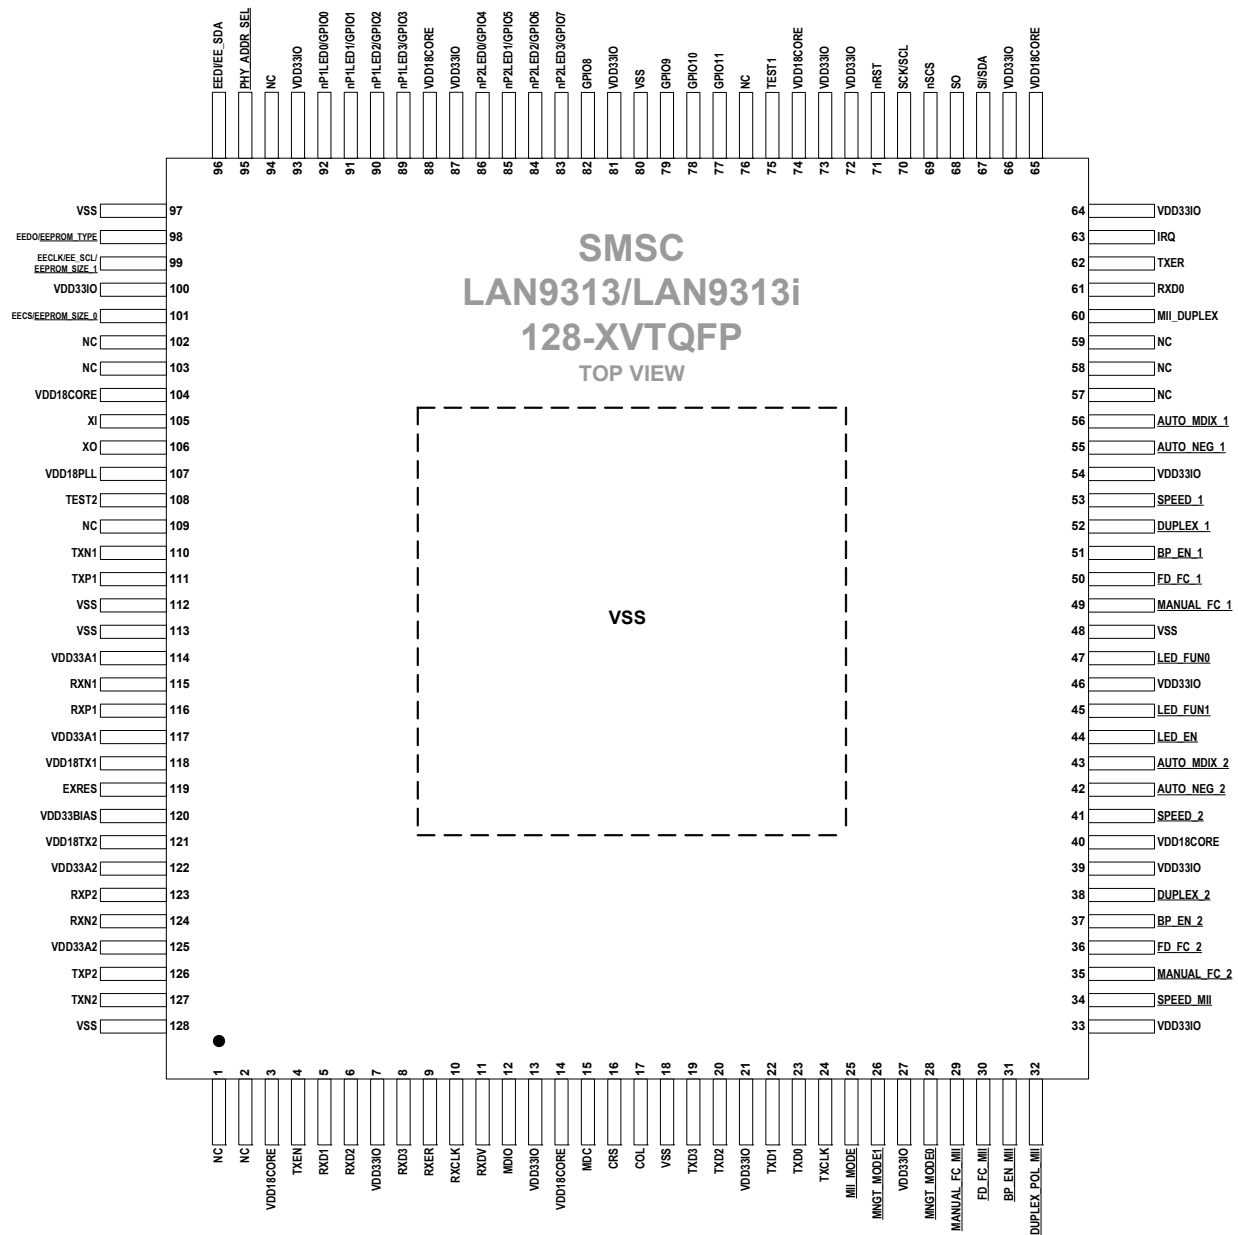 EEDI/EE_SDA
PHY_ADDR_SEL
NC
VDD33IO
nP1LED0/GPIO0
nP1LED1/GPIO1
nP1LED2/GPIO2
nP1LED3/GPIO3
VDD18CORE
VDD33IO
nP2LED0/GPIO4
nP2LED1/GPIO5
nP2LED2/GPIO6
nP2LED3/GPIO7
GPIO8
VDD33IO
VSS
GPIO9
GPIO10
GPIO11
NC
TEST1
VDD18CORE
VDD33IO
VDD33IO
nRST
SCK/SCL
nSCS
SO
SI/SDA
VDD33IO
VDD18CORE
96
95
94
93
92
91
90
89
88
87
86
85
84
83
82
81
80
79
78
77
76
75
74
73
72
71
70
69
68
67
66
65
VSS 97
EEDO/EEPROM_TYPE 98
EECLK/EE_SCL/
EEPROM_SIZE_1 99
VDD33IO 100
EECS/EEPROM_SIZE_0 101
NC 102
NC 103
VDD18CORE 104
XI 105
XO 106
VDD18PLL 107
TEST2 108
NC 109
TXN1 110
TXP1 111
VSS 112
VSS 113
VDD33A1 114
RXN1 115
RXP1 116
VDD33A1 117
VDD18TX1 118
EXRES 119
VDD33BIAS 120
VDD18TX2 121
VDD33A2 122
RXP2 123
RXN2 124
VDD33A2 125
TXP2 126
TXN2 127
VSS 128
SMSC
LAN9313/LAN9313i
128-XVTQFP
TOP VIEW
VSS
64 VDD33IO
63 IRQ
62 TXER
61 RXD0
60 MII_DUPLEX
59 NC
58 NC
57 NC
56 AUTO_MDIX_1
55 AUTO_NEG_1
54 VDD33IO
53 SPEED_1
52 DUPLEX_1
51 BP_EN_1
50 FD_FC_1
49 MANUAL_FC_1
48 VSS
47 LED_FUN0
46 VDD33IO
45 LED_FUN1
44 LED_EN
43 AUTO_MDIX_2
42 AUTO_NEG_2
41 SPEED_2
40 VDD18CORE
39 VDD33IO
38 DUPLEX_2
37 BP_EN_2
36 FD_FC_2
35 MANUAL_FC_2
34 SPEED_MII
33 VDD33IO
1
2
3
4
5
6
7
8
9
10
11
12
13
14
15
16
17
18
19
20
21
22
23
24
25
26
27
28
29
30
31
32
NC
NC
VDD18CORE
TXEN
RXD1
RXD2
VDD33IO
RXD3
RXER
RXCLK
RXDV
MDIO
VDD33IO
VDD18CORE
MDC
CRS
COL
VSS
TXD3
TXD2
VDD33IO
TXD1
TXD0
TXCLK
MII_MODE
MNGT_MODE1
VDD33IO
MNGT_MODE0
MANUAL_FC_MII
FD_FC_MII
BP_EN_MII
DUPLEX_POL_MII